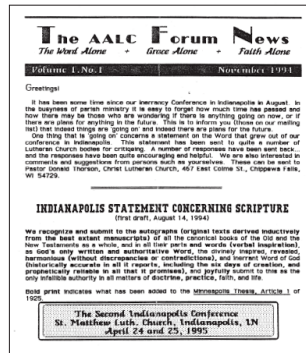 The AALC Forum News
The Word Alone + Grace Alone + Faith Alone
Volume 1, No. 1 November 1994
Greetings!
It has been some time since our Inerrancy Conference in Indianapolis in August. In
the busyness of parish ministry it is easy to forget how much time has passed and
how there may be those who are wondering if there is anything going on now, or if
there are plans for anything in the future. This is to inform you (those on our mailing
list) that indeed things are 'going on' and indeed there are plans for the future.
One thing that is 'going on' concerns a statement on the Word that grew out of our
conference in Indianapolis. This statement has been sent to quite a number of
Lutheran Church bodies for critiquing. A number of responses have been sent back...
and the responses have been quite encouraging and helpful. We are also interested in
comments and suggestions from persons such as yourselves. These can be sent to
Pastor Donald Thorson, Christ Lutheran Church, 467 East Colme St., Chippewa Falls,
WI 54729.
INDIANAPOLIS STATEMENT CONCERNING SCRIPTURE
(first draft, August 14, 1994)
We recognize and submit to the autographs (original texts derived inductively
from the best extant manuscripts) of all the canonical books of the Old and the
New Testaments as a whole, and in all their parts and words (verbal inspiration),
as God's only written and authoritative Word, the divinely inspired, revealed,
harmonious (without discrepancies or contradictions), and inerrant Word of God
(historically accurate in all it reports, including the six days of creation, and
prophetically reliable in all that it promises), and joyfully submit to this as the
only infallible authority in all matters of doctrine, practice, faith, and life.
Bold print indicates what has been added to the Minneapolis Thesis, Article 1 of
1925.
The Second Indianapolis Conference
St. Matthew Luth. Church, Indianapolis, IN
April 24 and 25, 1995